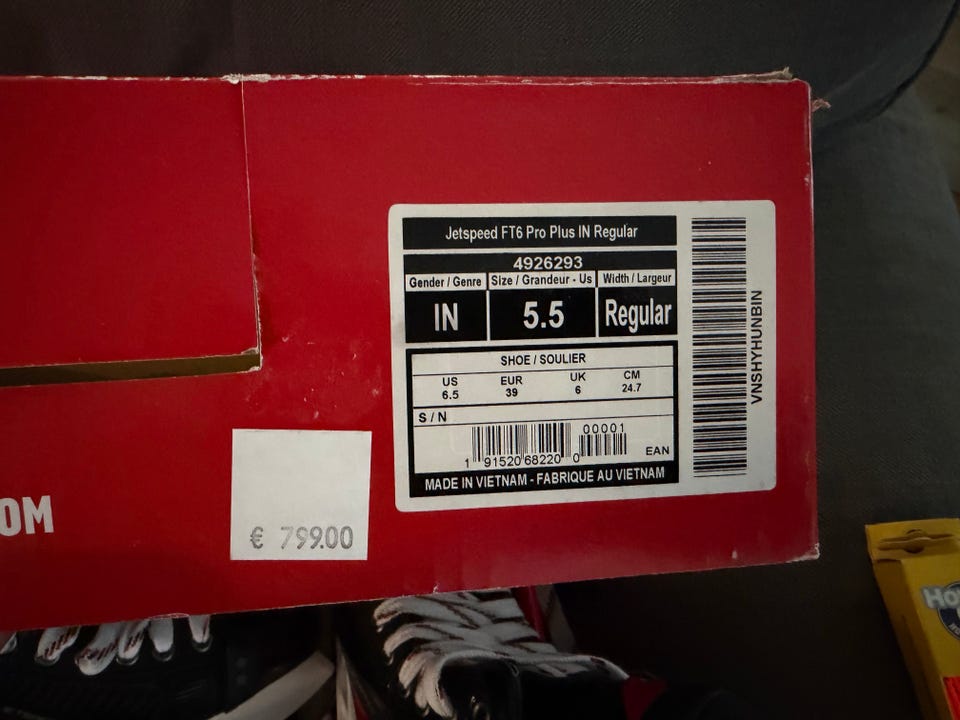 Jetspeed FT6 Pro Plus IN Regular
4926293
Gender / Genre Size / Grandeur - Us Width / Largeur
IN 5.5 Regular
SHOE / SOULIER
US EUR UK CM
6.5 39 6 24.7
S / N
00001
1 91520 68220 0 EAN
MADE IN VIETNAM - FABRIQUE AU VIETNAM
VNSHYHUNBIN
€ 799.00
OM